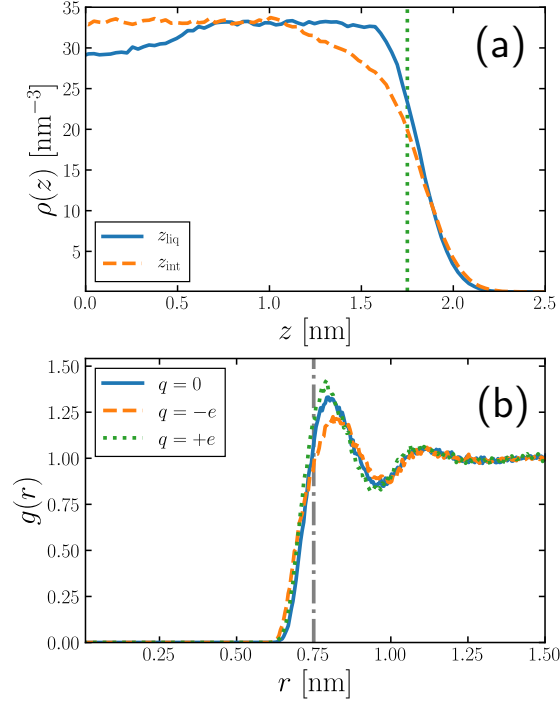 35
30
25
20
15
10
5
ρ(z) [nm⁻³]
(a)
z_liq
z_int
0.0 0.5 1.0 1.5 2.0 2.5
z [nm]
1.50
1.25
1.00
0.75
0.50
0.25
0.00
g(r)
(b)
q = 0
q = −e
q = +e
0.25 0.50 0.75 1.00 1.25 1.50
r [nm]